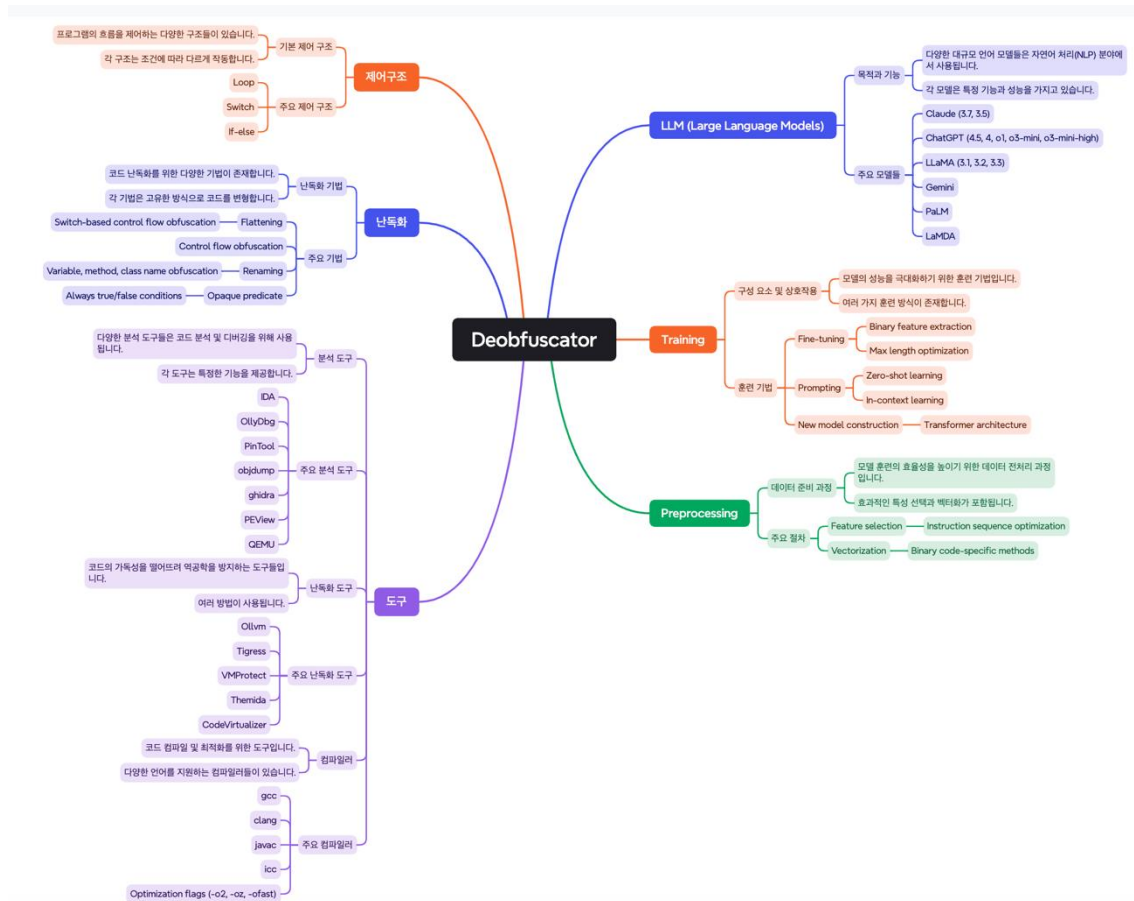 Deobfuscator
제어구조
기본 제어 구조
프로그램의 흐름을 제어하는 다양한 구조들이 있습니다.
각 구조는 조건에 따라 다르게 작동합니다.
주요 제어 구조
Loop
Switch
If-else
난독화
난독화 기법
코드 난독화를 위한 다양한 기법이 존재합니다.
각 기법은 고유한 방식으로 코드를 변형합니다.
주요 기법
Flattening
Switch-based control flow obfuscation
Control flow obfuscation
Renaming
Variable, method, class name obfuscation
Opaque predicate
Always true/false conditions
도구
분석 도구
다양한 분석 도구들은 코드 분석 및 디버깅을 위해 사용
됩니다.
각 도구는 특정한 기능을 제공합니다.
주요 분석 도구
IDA
OllyDbg
PinTool
objdump
ghidra
PEView
QEMU
난독화 도구
코드의 가독성을 떨어뜨려 역공학을 방지하는 도구들입
니다.
여러 방법이 사용됩니다.
주요 난독화 도구
Ollvm
Tigress
VMProtect
Themida
CodeVirtualizer
컴파일러
코드 컴파일 및 최적화를 위한 도구입니다.
다양한 언어를 지원하는 컴파일러들이 있습니다.
주요 컴파일러
gcc
clang
javac
icc
Optimization flags (-o2, -oz, -ofast)
LLM (Large Language Models)
목적과 기능
다양한 대규모 언어 모델들은 자연어 처리(NLP) 분야에
서 사용됩니다.
각 모델은 특정 기능과 성능을 가지고 있습니다.
주요 모델들
Claude (3.7, 3.5)
ChatGPT (4.5, 4, o1, o3-mini, o3-mini-high)
LLaMA (3.1, 3.2, 3.3)
Gemini
PaLM
LaMDA
Training
구성 요소 및 상호작용
모델의 성능을 극대화하기 위한 훈련 기법입니다.
여러 가지 훈련 방식이 존재합니다.
훈련 기법
Fine-tuning
Binary feature extraction
Max length optimization
Prompting
Zero-shot learning
In-context learning
New model construction
Transformer architecture
Preprocessing
데이터 준비 과정
모델 훈련의 효율성을 높이기 위한 데이터 전처리 과정
입니다.
효과적인 특성 선택과 벡터화가 포함됩니다.
주요 절차
Feature selection
Instruction sequence optimization
Vectorization
Binary code-specific methods